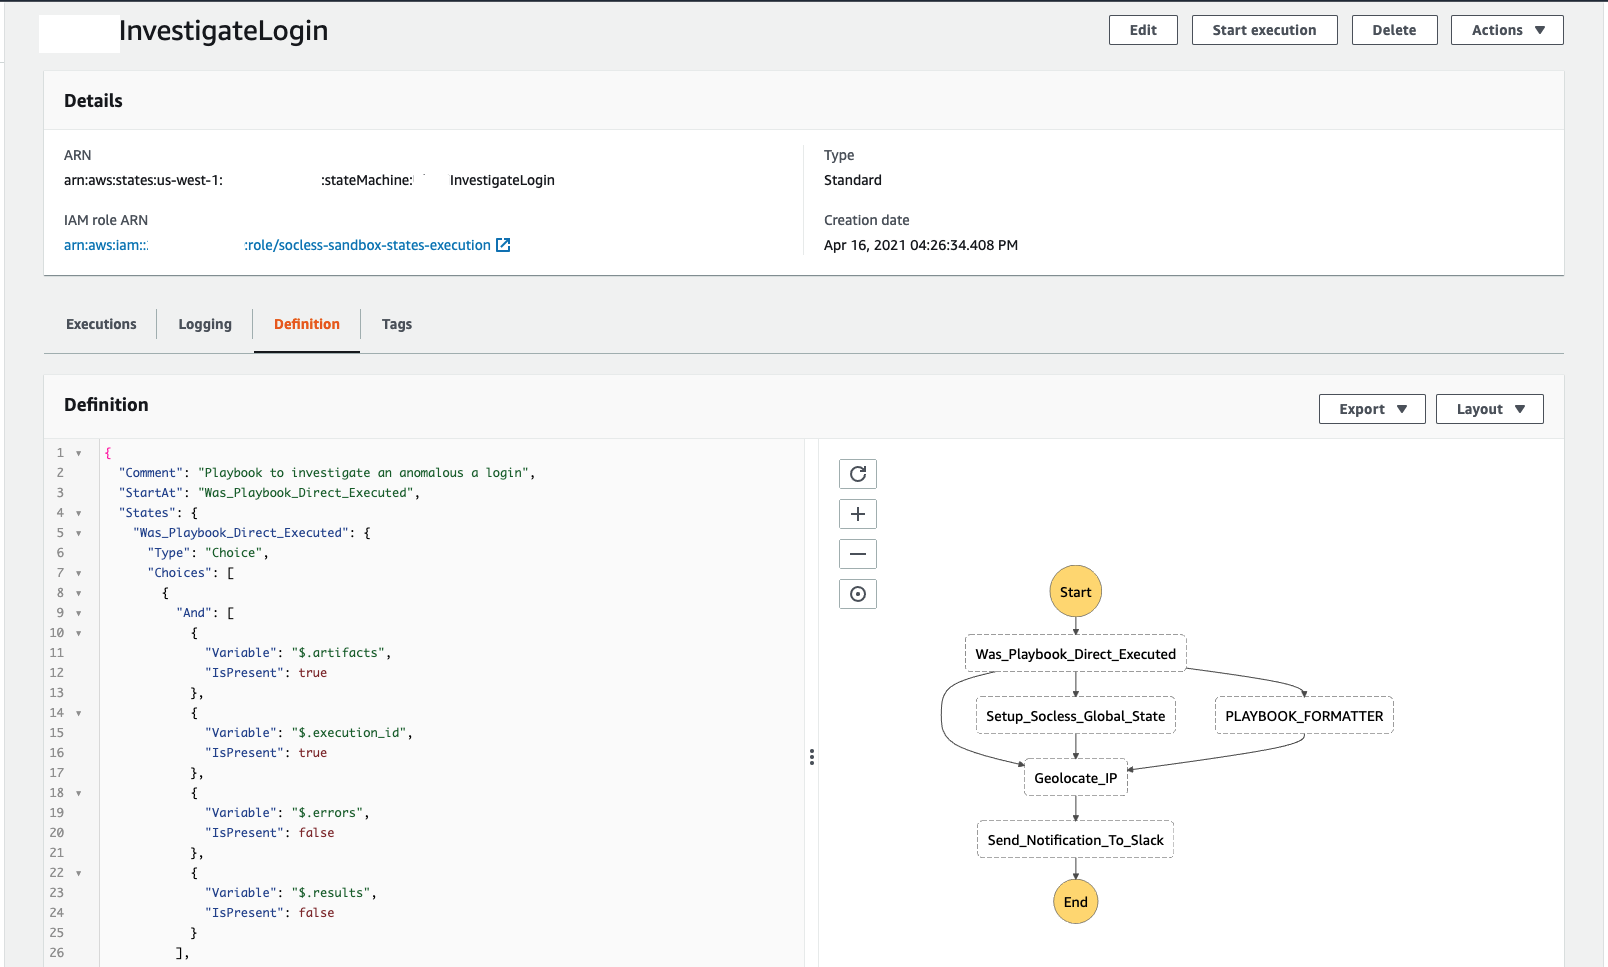 InvestigateLogin
Edit
Start execution
Delete
Actions
Details
ARN
arn:aws:states:us-west-1: :stateMachine: InvestigateLogin
IAM role ARN
arn:aws:iam:: :role/socless-sandbox-states-execution
Type
Standard
Creation date
Apr 16, 2021 04:26:34.408 PM
Executions
Logging
Definition
Tags
Definition
Export
Layout
1 {
2 "Comment": "Playbook to investigate an anomalous a login",
3 "StartAt": "Was_Playbook_Direct_Executed",
4 "States": {
5 "Was_Playbook_Direct_Executed": {
6 "Type": "Choice",
7 "Choices": [
8 {
9 "And": [
10 {
11 "Variable": "$.artifacts",
12 "IsPresent": true
13 },
14 {
15 "Variable": "$.execution_id",
16 "IsPresent": true
17 },
18 {
19 "Variable": "$.errors",
20 "IsPresent": false
21 },
22 {
23 "Variable": "$.results",
24 "IsPresent": false
25 }
26 ],
Start
Was_Playbook_Direct_Executed
Setup_Socless_Global_State
PLAYBOOK_FORMATTER
Geolocate_IP
Send_Notification_To_Slack
End